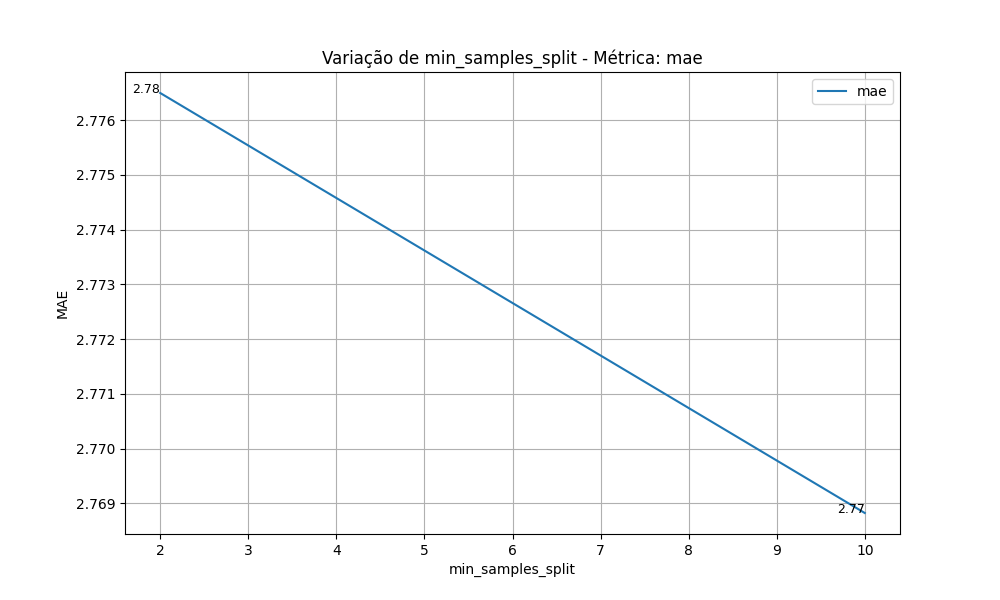 Variação de min_samples_split - Métrica: mae
mae
2.78
2.776
2.775
2.774
2.773
2.772
2.771
2.770
2.769
MAE
2.77
2 3 4 5 6 7 8 9 10
min_samples_split